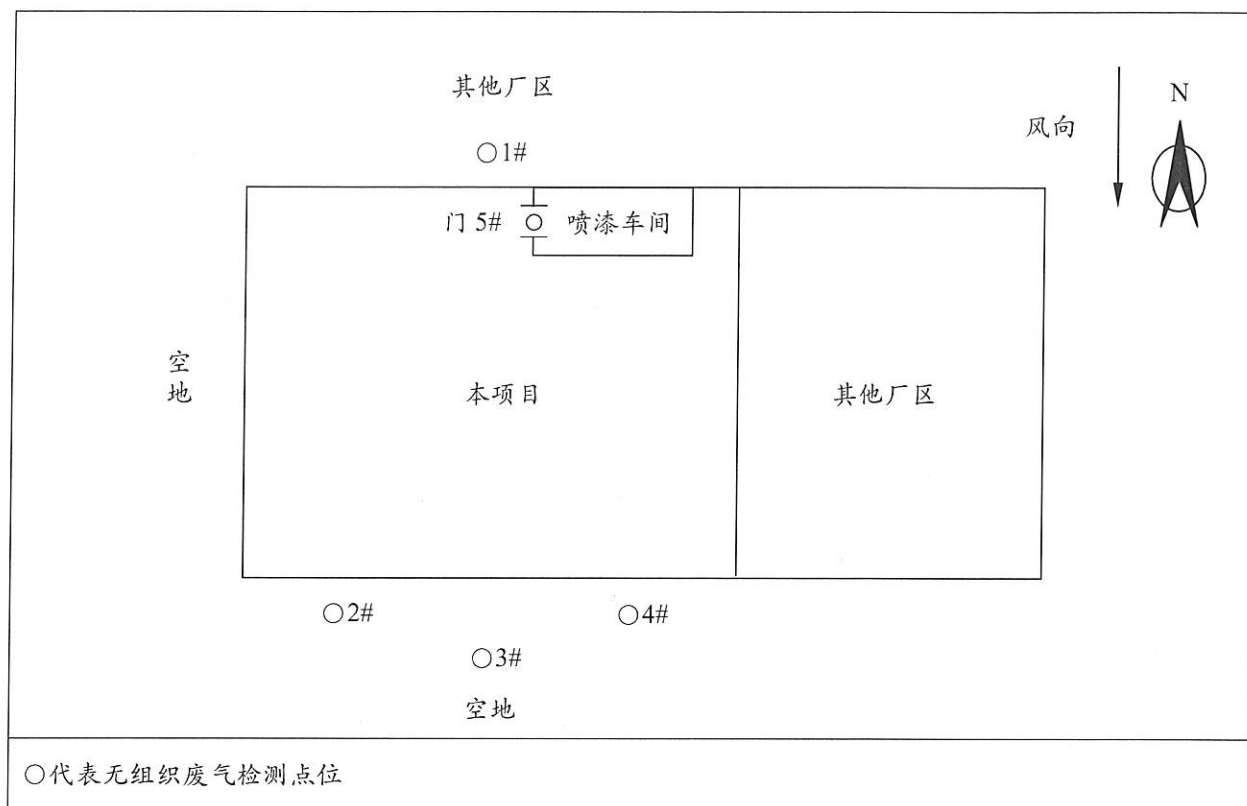 其他厂区
N
风向
○1#
门 5#
喷漆车间
空地
本项目
其他厂区
○2#
○4#
○3#
空地
○代表无组织废气检测点位